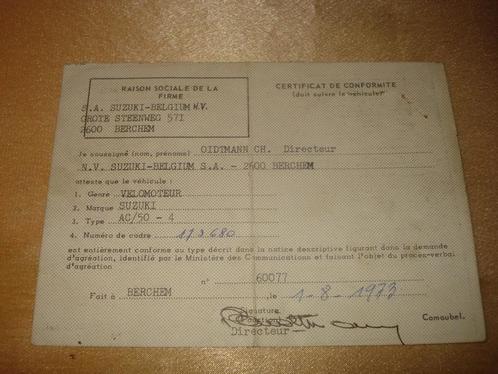 RAISON SOCIALE DE LA
FIRME
S.A. SUZUKI-BELGIUM N.V.
GROTE STEENWEG 571
2600 BERCHEM
CERTIFICAT DE CONFORMITE
(doit suivre le véhicule)
Je soussigné (nom, prénoms) OIDTMANN CH. Directeur
N.V. SUZUKI-BELGIUM S.A. - 2600 BERCHEM
atteste que le véhicule :
1. Genre VELOMOTEUR
2. Marque SUZUKI
3. Type AC/50 - 4
4. Numéro de cadre 173680
est entièrement conforme au type décrit dans la notice descriptive figurant dans la demande
d'agréation, identifié par le Ministère des Communications et faisant l'objet du procès-verbal
d'agréation
n° 60077
Fait à BERCHEM , le 1-8-1973
Signature
Directeur
Camaubel.